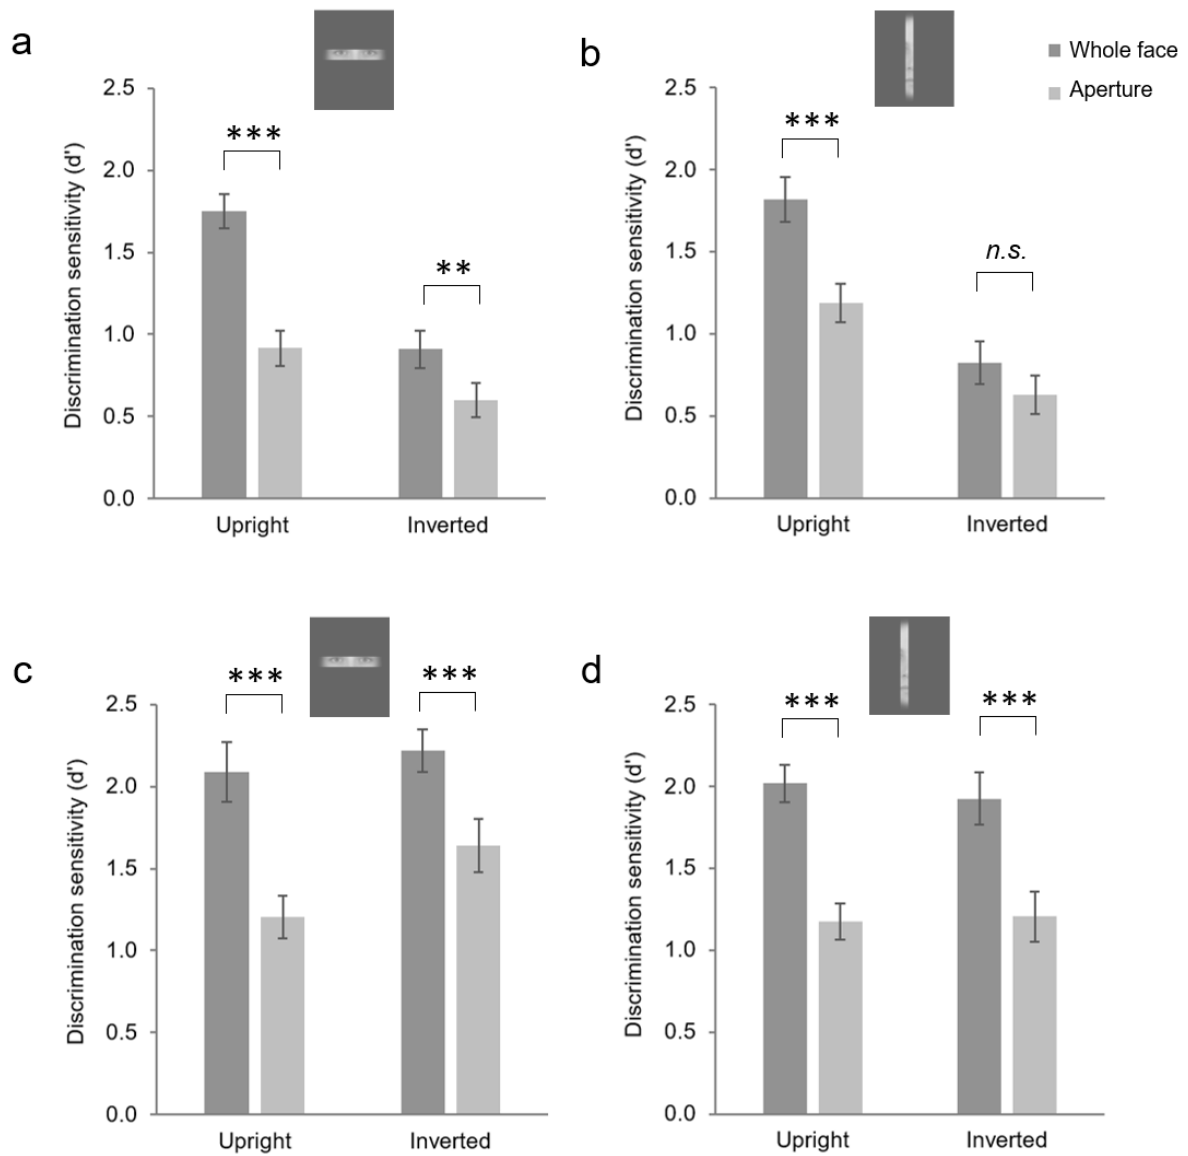 a
***
**
2.5
2.0
1.5
1.0
0.5
0.0
Discrimination sensitivity (d')
Upright
Inverted
b
Whole face
Aperture
***
n.s.
2.5
2.0
1.5
1.0
0.5
0.0
Discrimination sensitivity (d')
Upright
Inverted
c
***
***
2.5
2.0
1.5
1.0
0.5
0.0
Discrimination sensitivity (d')
Upright
Inverted
d
***
***
2.5
2.0
1.5
1.0
0.5
0.0
Discrimination sensitivity (d')
Upright
Inverted